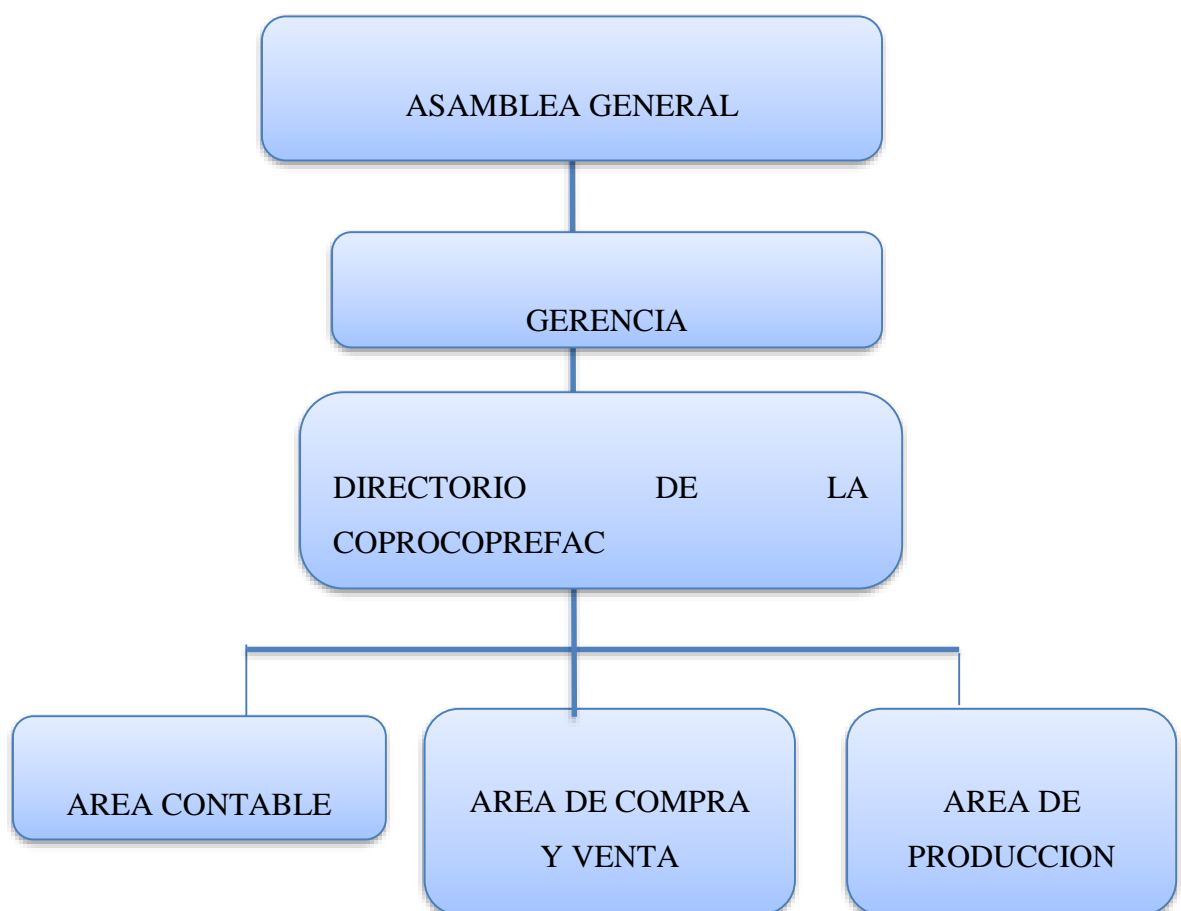 ASAMBLEA GENERAL
GERENCIA
DIRECTORIO DE LA
COPROCOPREFAC
AREA CONTABLE
AREA DE COMPRA
Y VENTA
AREA DE
PRODUCCION